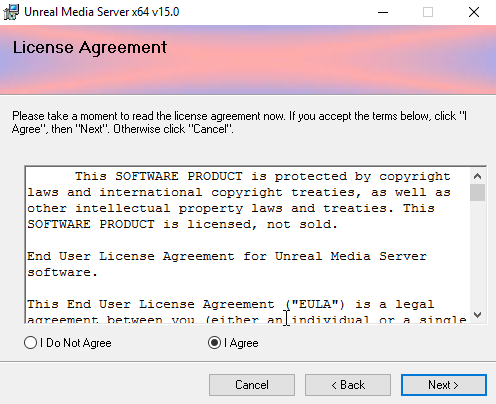 Unreal Media Server x64 v15.0
License Agreement
Please take a moment to read the license agreement now. If you accept the terms below, click "I
Agree", then "Next". Otherwise click "Cancel".
This SOFTWARE PRODUCT is protected by copyright
laws and international copyright treaties, as well as
other intellectual property laws and treaties. This
SOFTWARE PRODUCT is licensed, not sold.
End User License Agreement for Unreal Media Server
software.
This End User License Agreement ("EULA") is a legal
agreement between you (either an individual or a single
I Do Not Agree
I Agree
Cancel
< Back
Next >